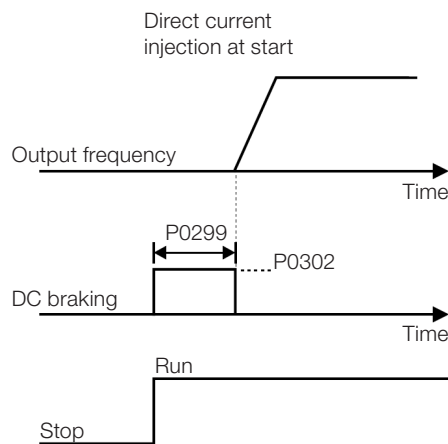 Direct current
injection at start
Output frequency
Time
P0299
P0302
DC braking
Time
Run
Stop